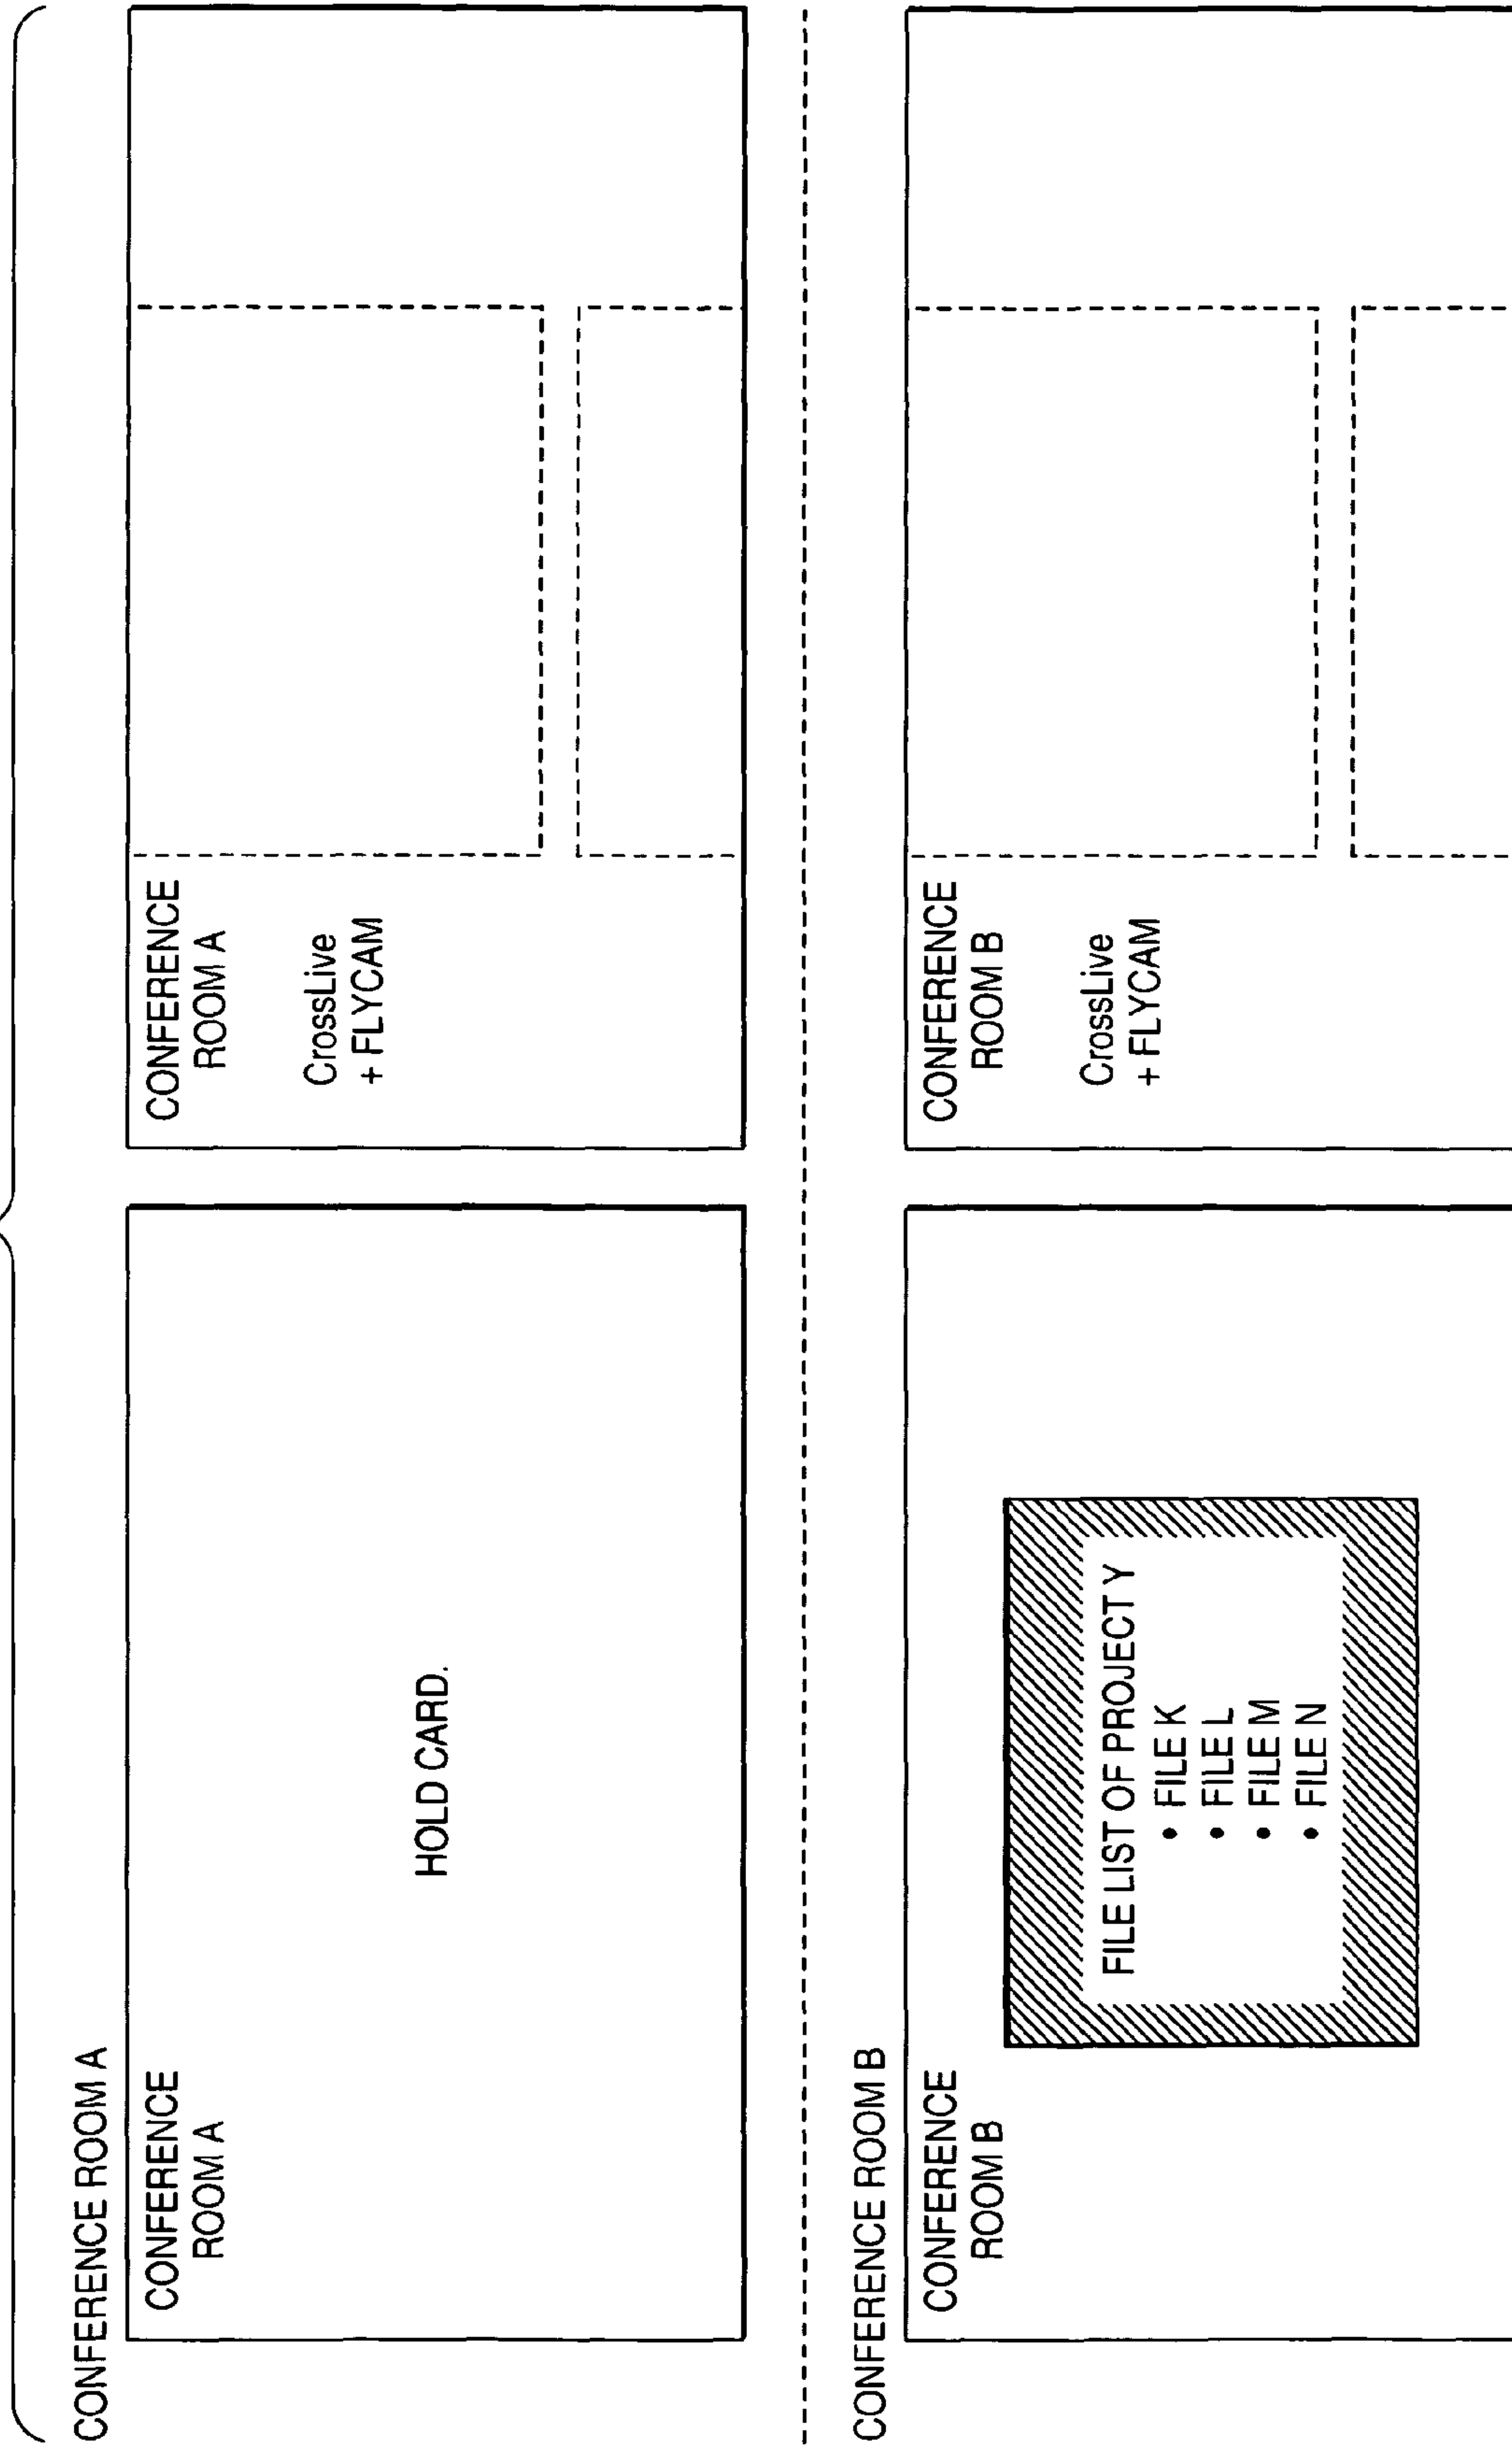 CONFERENCE ROOM A
CONFERENCE
ROOM A
HOLD CARD.
CONFERENCE
ROOM A
CrossLive
+ FLYCAM
CONFERENCE ROOM B
CONFERENCE
ROOM B
FILE LIST OF PROJECT Y
• FILE K
• FILE L
• FILE M
• FILE N
CONFERENCE
ROOM B
CrossLive
+ FLYCAM